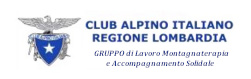 CLUB ALPINO ITALIANO
REGIONE LOMBARDIA
GRUPPO di Lavoro Montagnaterapia
e Accompagnamento Solidale